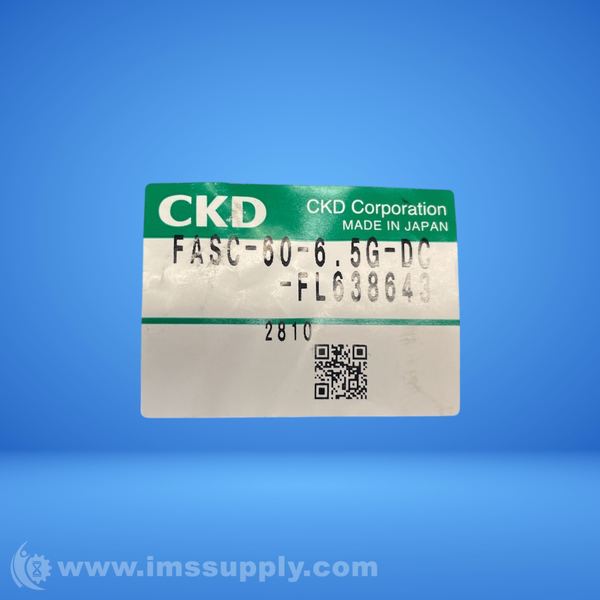 CKD
CKD Corporation
MADE IN JAPAN
FASC-60-6.5G-DC
-FL638643
2810
www.imssupply.com